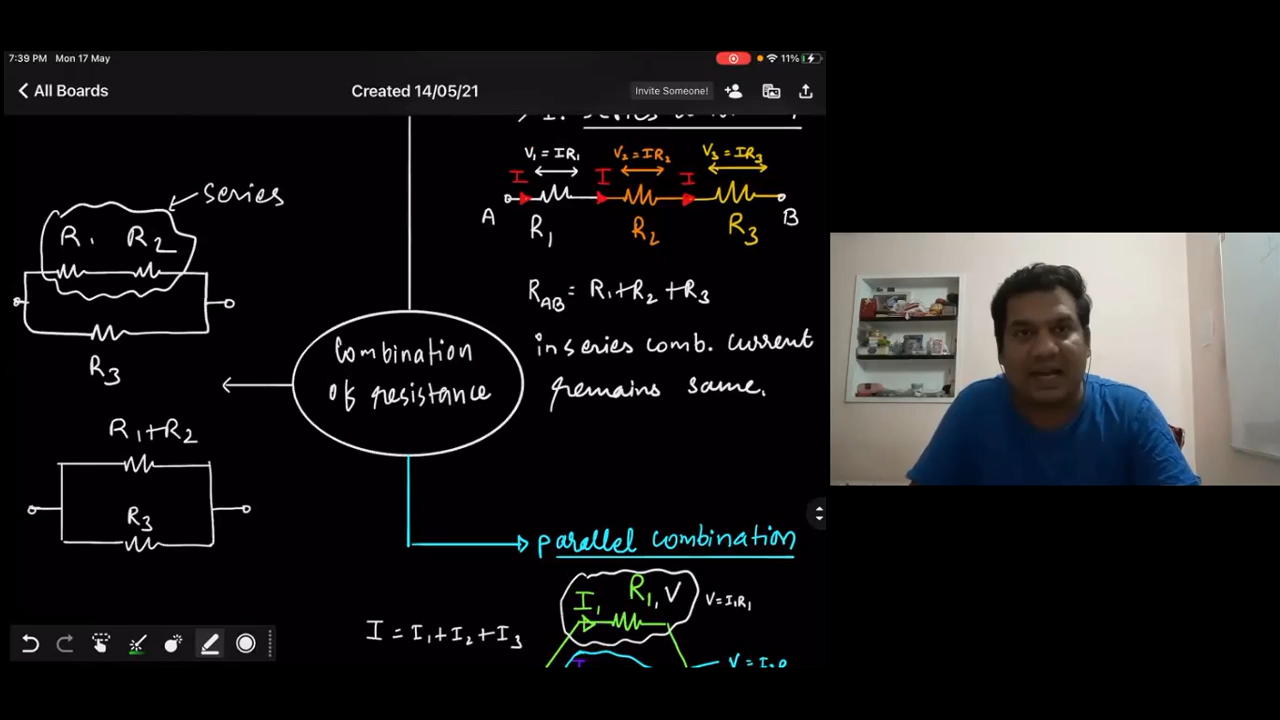 7:39 PM Mon 17 May
11%
All Boards
Created 14/05/21
Invite Someone!
V₁ = IR₁
V₂ = IR₂
V₃ = IR₃
I
I
I
A
B
R₁
R₂
R₃
R_AB = R₁+R₂+R₃
in series comb. current
remains same.
series
R₁ R₂
R₃
Combination
of resistance
R₁+R₂
R₃
parallel combination
I₁
R₁, V
V=I₁R₁
I = I₁+I₂+I₃